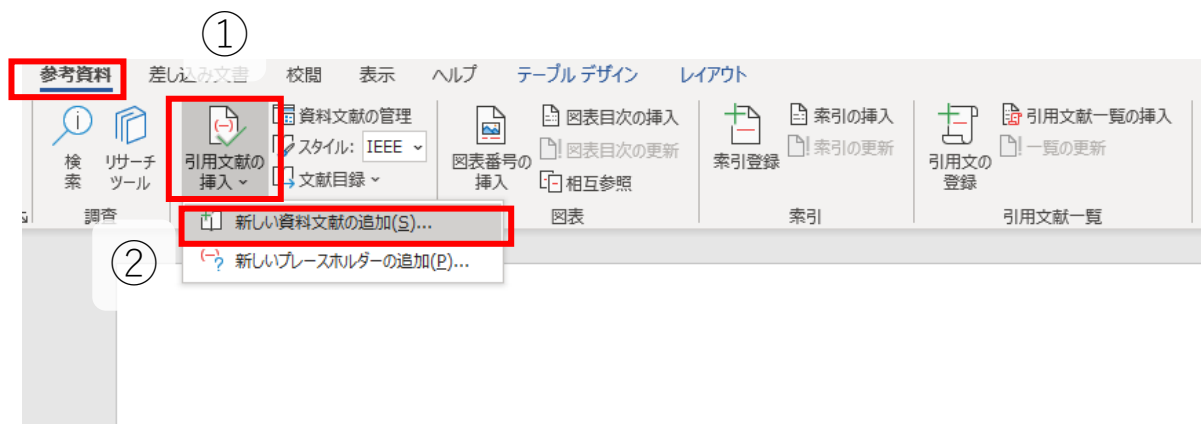 ①
参考資料 差し込み文書 校閲 表示 ヘルプ テーブル デザイン レイアウト
検索
リサーチ
ツール
調査
引用文献の
挿入
資料文献の管理
スタイル: IEEE
文献目録
図表番号の
挿入
図表目次の挿入
図表目次の更新
相互参照
図表
索引登録
索引の挿入
索引の更新
索引
引用文の
登録
引用文献一覧の挿入
一覧の更新
引用文献一覧
②
新しい資料文献の追加(S)...
新しいプレースホルダーの追加(P)...